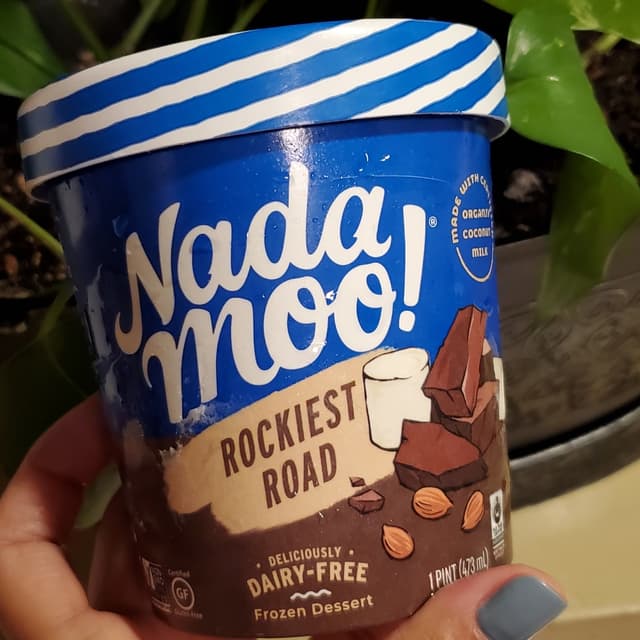 Nada
moo!®
MADE WITH
ORGANIC
COCONUT
MILK
ROCKIEST
ROAD
DELICIOUSLY
DAIRY-FREE
Frozen Dessert
Certified
GF
1 PINT (473 mL)